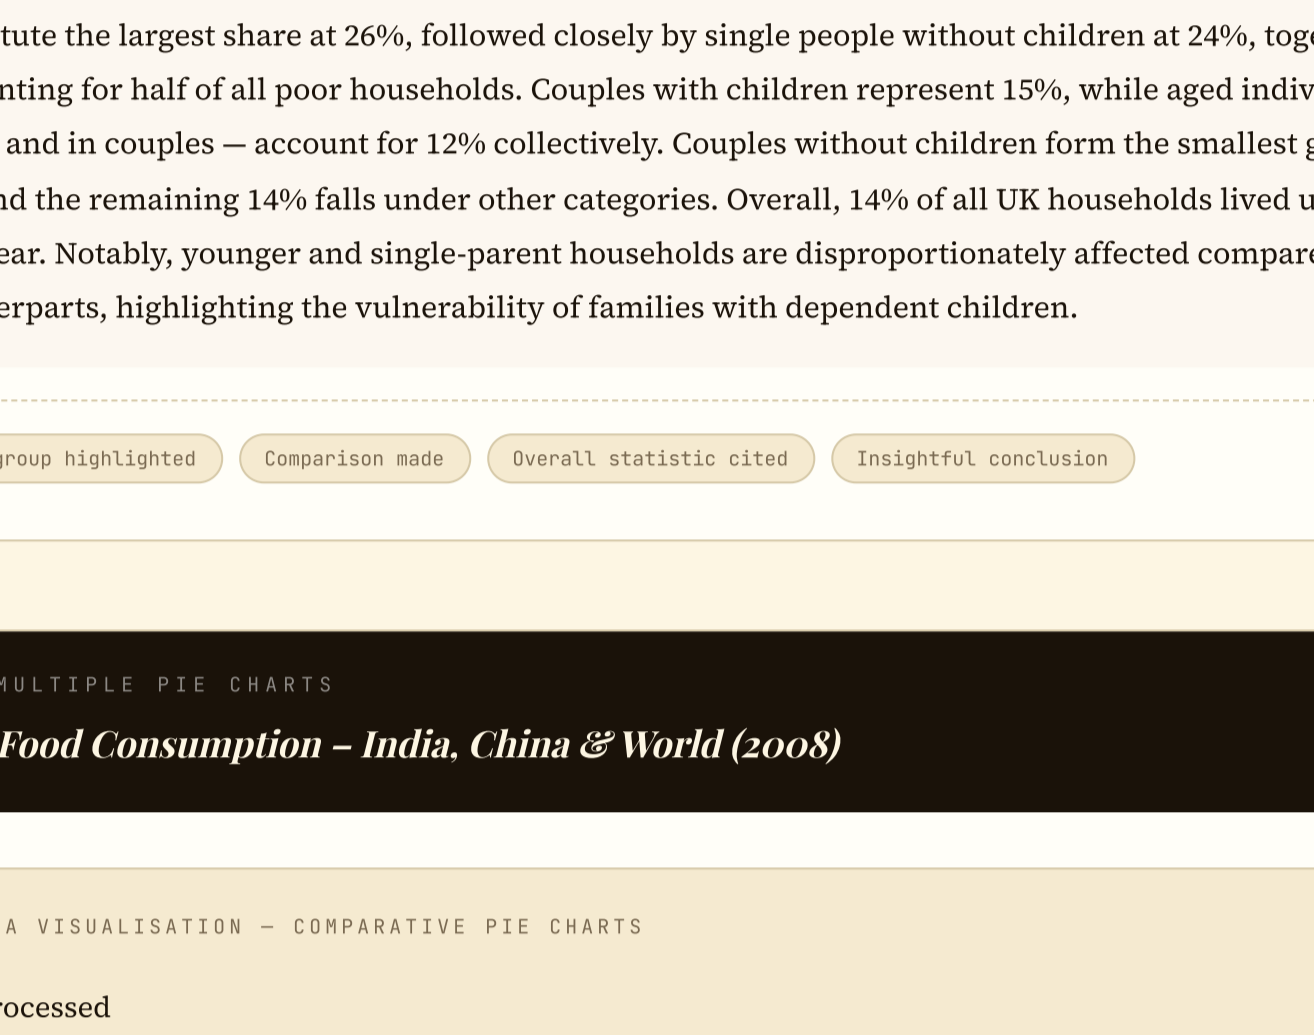 tute the largest share at 26%, followed closely by single people without children at 24%, toge
nting for half of all poor households. Couples with children represent 15%, while aged indiv
and in couples — account for 12% collectively. Couples without children form the smallest g
nd the remaining 14% falls under other categories. Overall, 14% of all UK households lived u
ear. Notably, younger and single-parent households are disproportionately affected compare
erparts, highlighting the vulnerability of families with dependent children.
group highlighted
Comparison made
Overall statistic cited
Insightful conclusion
MULTIPLE PIE CHARTS
Food Consumption – India, China & World (2008)
A VISUALISATION — COMPARATIVE PIE CHARTS
rocessed